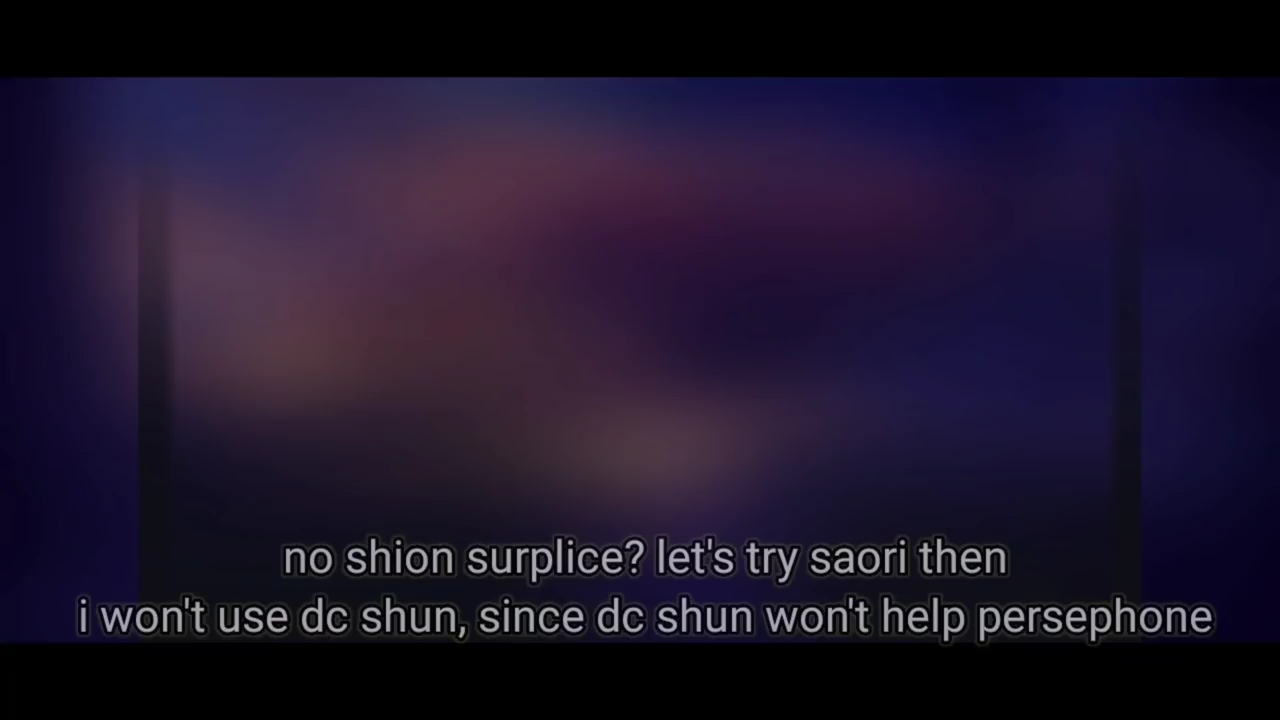 no shion surplice? let's try saori then
i won't use dc shun, since dc shun won't help persephone